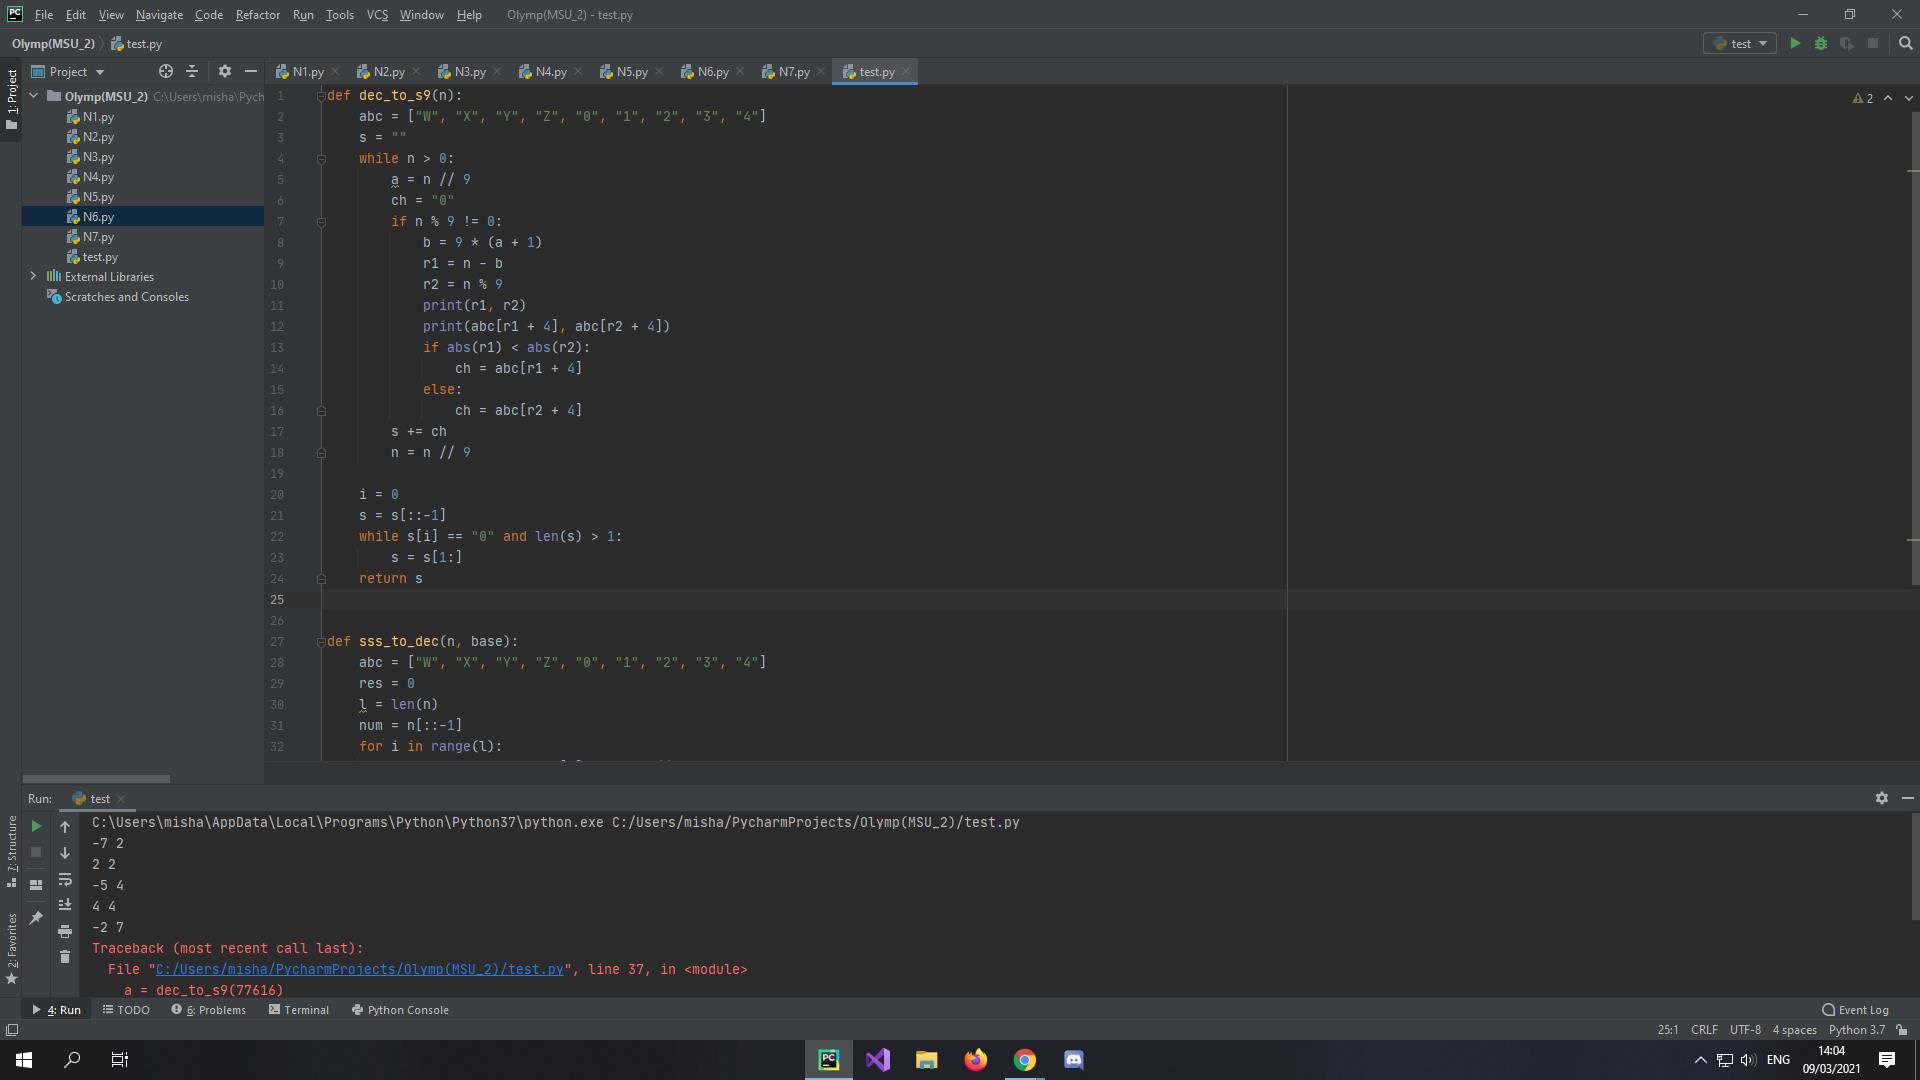 File Edit View Navigate Code Refactor Run Tools VCS Window Help Olymp(MSU_2) - test.py
Olymp(MSU_2) test.py test
Project N1.py N2.py N3.py N4.py N5.py N6.py N7.py test.py
1: Project
Olymp(MSU_2) C:\Users\misha\Pych
N1.py
N2.py
N3.py
N4.py
N5.py
N6.py
N7.py
test.py
External Libraries
Scratches and Consoles
2
1 def dec_to_s9(n):
2 abc = ["W", "X", "Y", "Z", "0", "1", "2", "3", "4"]
3 s = ""
4 while n > 0:
5 a = n // 9
6 ch = "0"
7 if n % 9 != 0:
8 b = 9 * (a + 1)
9 r1 = n - b
10 r2 = n % 9
11 print(r1, r2)
12 print(abc[r1 + 4], abc[r2 + 4])
13 if abs(r1) < abs(r2):
14 ch = abc[r1 + 4]
15 else:
16 ch = abc[r2 + 4]
17 s += ch
18 n = n // 9
19
20 i = 0
21 s = s[::-1]
22 while s[i] == "0" and len(s) > 1:
23 s = s[1:]
24 return s
25
26
27 def sss_to_dec(n, base):
28 abc = ["W", "X", "Y", "Z", "0", "1", "2", "3", "4"]
29 res = 0
30 l = len(n)
31 num = n[::-1]
32 for i in range(l):
Run: test
7: Structure
2: Favorites
C:\Users\misha\AppData\Local\Programs\Python\Python37\python.exe C:/Users/misha/PycharmProjects/Olymp(MSU_2)/test.py
-7 2
2 2
-5 4
4 4
-2 7
Traceback (most recent call last):
File "C:/Users/misha/PycharmProjects/Olymp(MSU_2)/test.py", line 37, in <module>
a = dec_to_s9(77616)
4: Run TODO 6: Problems Terminal Python Console Event Log
25:1 CRLF UTF-8 4 spaces Python 3.7
PC ENG 14:04
09/03/2021